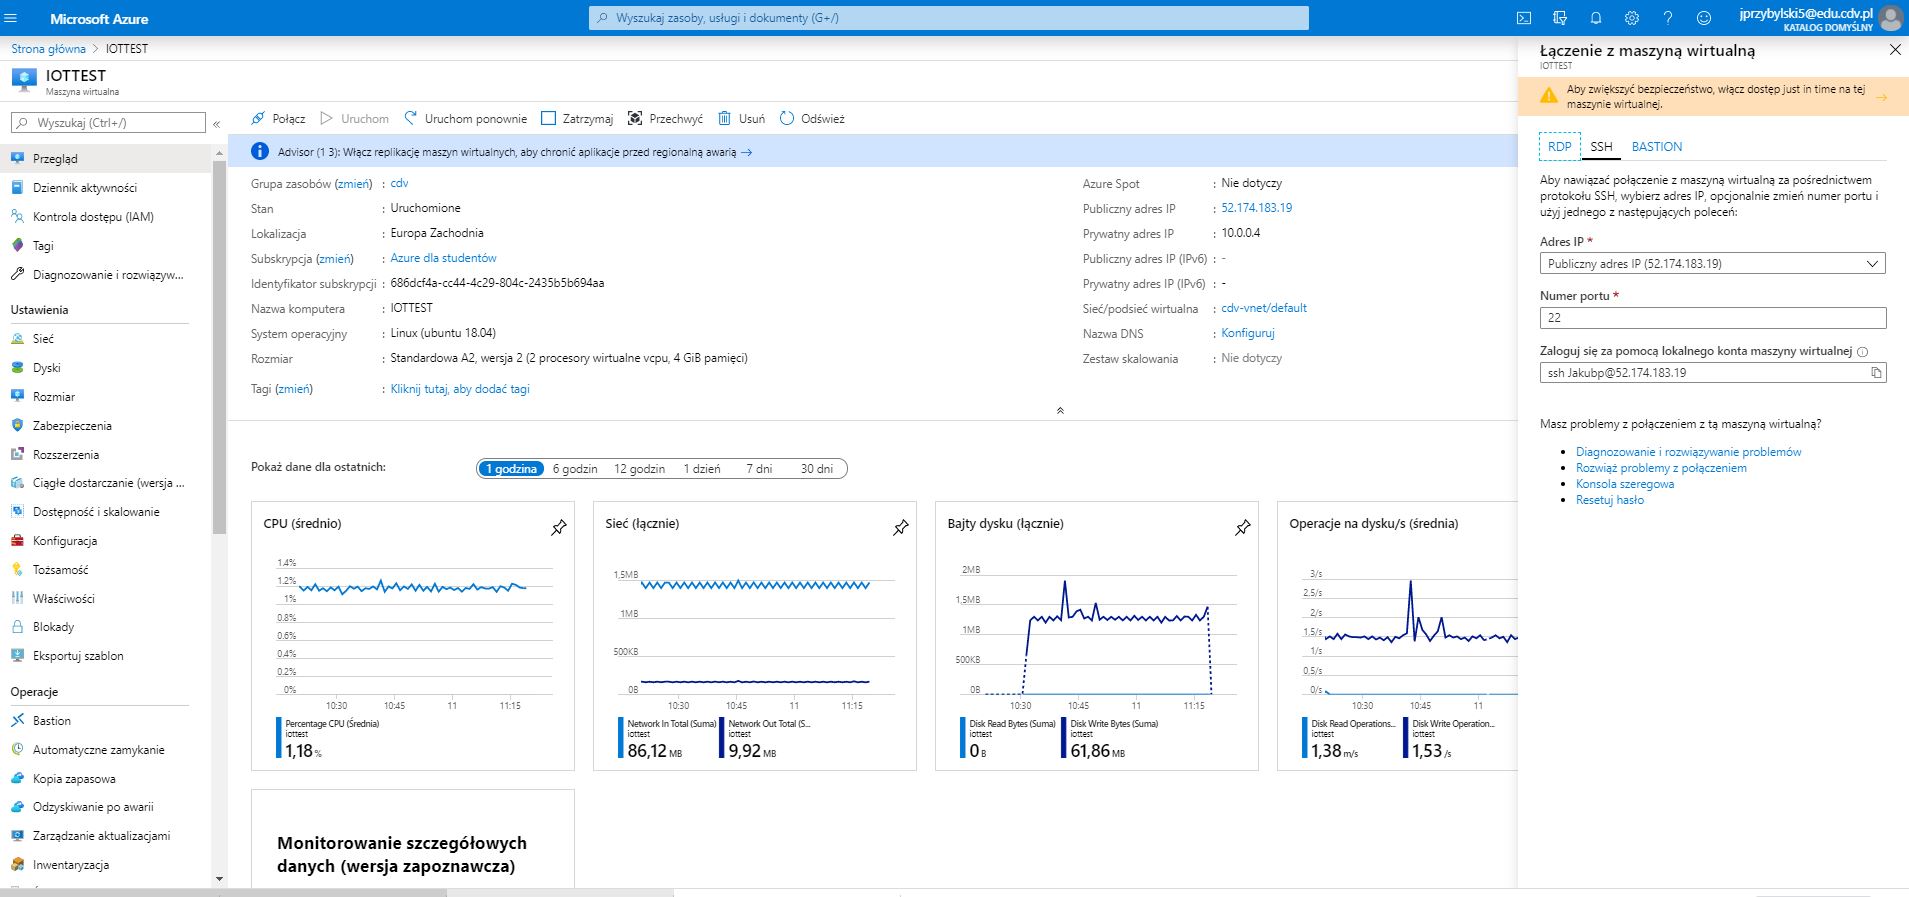 Microsoft Azure
Wyszukaj zasoby, usługi i dokumenty (G+/)
jprzybylski5@edu.cdv.pl
KATALOG DOMYŚLNY
Strona główna > IOTTEST
IOTTEST
Maszyna wirtualna
Wyszukaj (Ctrl+/)
«
Przegląd
Dziennik aktywności
Kontrola dostępu (IAM)
Tagi
Diagnozowanie i rozwiązyw...
Ustawienia
Sieć
Dyski
Rozmiar
Zabezpieczenia
Rozszerzenia
Ciągłe dostarczanie (wersja ...
Dostępność i skalowanie
Konfiguracja
Tożsamość
Właściwości
Blokady
Eksportuj szablon
Operacje
Bastion
Automatyczne zamykanie
Kopia zapasowa
Odzyskiwanie po awarii
Zarządzanie aktualizacjami
Inwentaryzacja
Połącz Uruchom Uruchom ponownie Zatrzymaj Przechwyć Usuń Odśwież
Advisor (1 3): Włącz replikację maszyn wirtualnych, aby chronić aplikacje przed regionalną awarią →
Grupa zasobów (zmień) : cdv
Stan : Uruchomione
Lokalizacja : Europa Zachodnia
Subskrypcja (zmień) : Azure dla studentów
Identyfikator subskrypcji : 686dcf4a-cc44-4c29-804c-2435b5b694aa
Nazwa komputera : IOTTEST
System operacyjny : Linux (ubuntu 18.04)
Rozmiar : Standardowa A2, wersja 2 (2 procesory wirtualne vcpu, 4 GiB pamięci)
Tagi (zmień) : Kliknij tutaj, aby dodać tagi
Azure Spot : Nie dotyczy
Publiczny adres IP : 52.174.183.19
Prywatny adres IP : 10.0.0.4
Publiczny adres IP (IPv6) : -
Prywatny adres IP (IPv6) : -
Sieć/podsieć wirtualna : cdv-vnet/default
Nazwa DNS : Konfiguruj
Zestaw skalowania : Nie dotyczy
Pokaż dane dla ostatnich: 1 godzina 6 godzin 12 godzin 1 dzień 7 dni 30 dni
CPU (średnio)
1.4%
1.2%
1%
0.8%
0.6%
0.4%
0.2%
0%
10:30 10:45 11 11:15
Percentage CPU (Średnia)
iottest
1,18 %
Sieć (łącznie)
1,5MB
1MB
500KB
0B
10:30 10:45 11 11:15
Network In Total (Suma)
iottest
86,12 MB
Network Out Total (S...
iottest
9,92 MB
Bajty dysku (łącznie)
2MB
1,5MB
1MB
500KB
0B
10:30 10:45 11 11:15
Disk Read Bytes (Suma)
iottest
0 B
Disk Write Bytes (Suma)
iottest
61,86 MB
Operacje na dysku/s (średnia)
3/s
2.5/s
2/s
1.5/s
1/s
0.5/s
0/s
10:30 10:45 11
Disk Read Operations...
iottest
1,38 m/s
Disk Write Operation...
iottest
1,53 /s
Monitorowanie szczegółowych
danych (wersja zapoznawcza)
Łączenie z maszyną wirtualną
IOTTEST
Aby zwiększyć bezpieczeństwo, włącz dostęp just in time na tej
maszynie wirtualnej. →
RDP SSH BASTION
Aby nawiązać połączenie z maszyną wirtualną za pośrednictwem
protokołu SSH, wybierz adres IP, opcjonalnie zmień numer portu i
użyj jednego z następujących poleceń:
Adres IP *
Publiczny adres IP (52.174.183.19)
Numer portu *
22
Zaloguj się za pomocą lokalnego konta maszyny wirtualnej
ssh Jakubp@52.174.183.19
Masz problemy z połączeniem z tą maszyną wirtualną?
• Diagnozowanie i rozwiązywanie problemów
• Rozwiąż problemy z połączeniem
• Konsola szeregowa
• Resetuj hasło